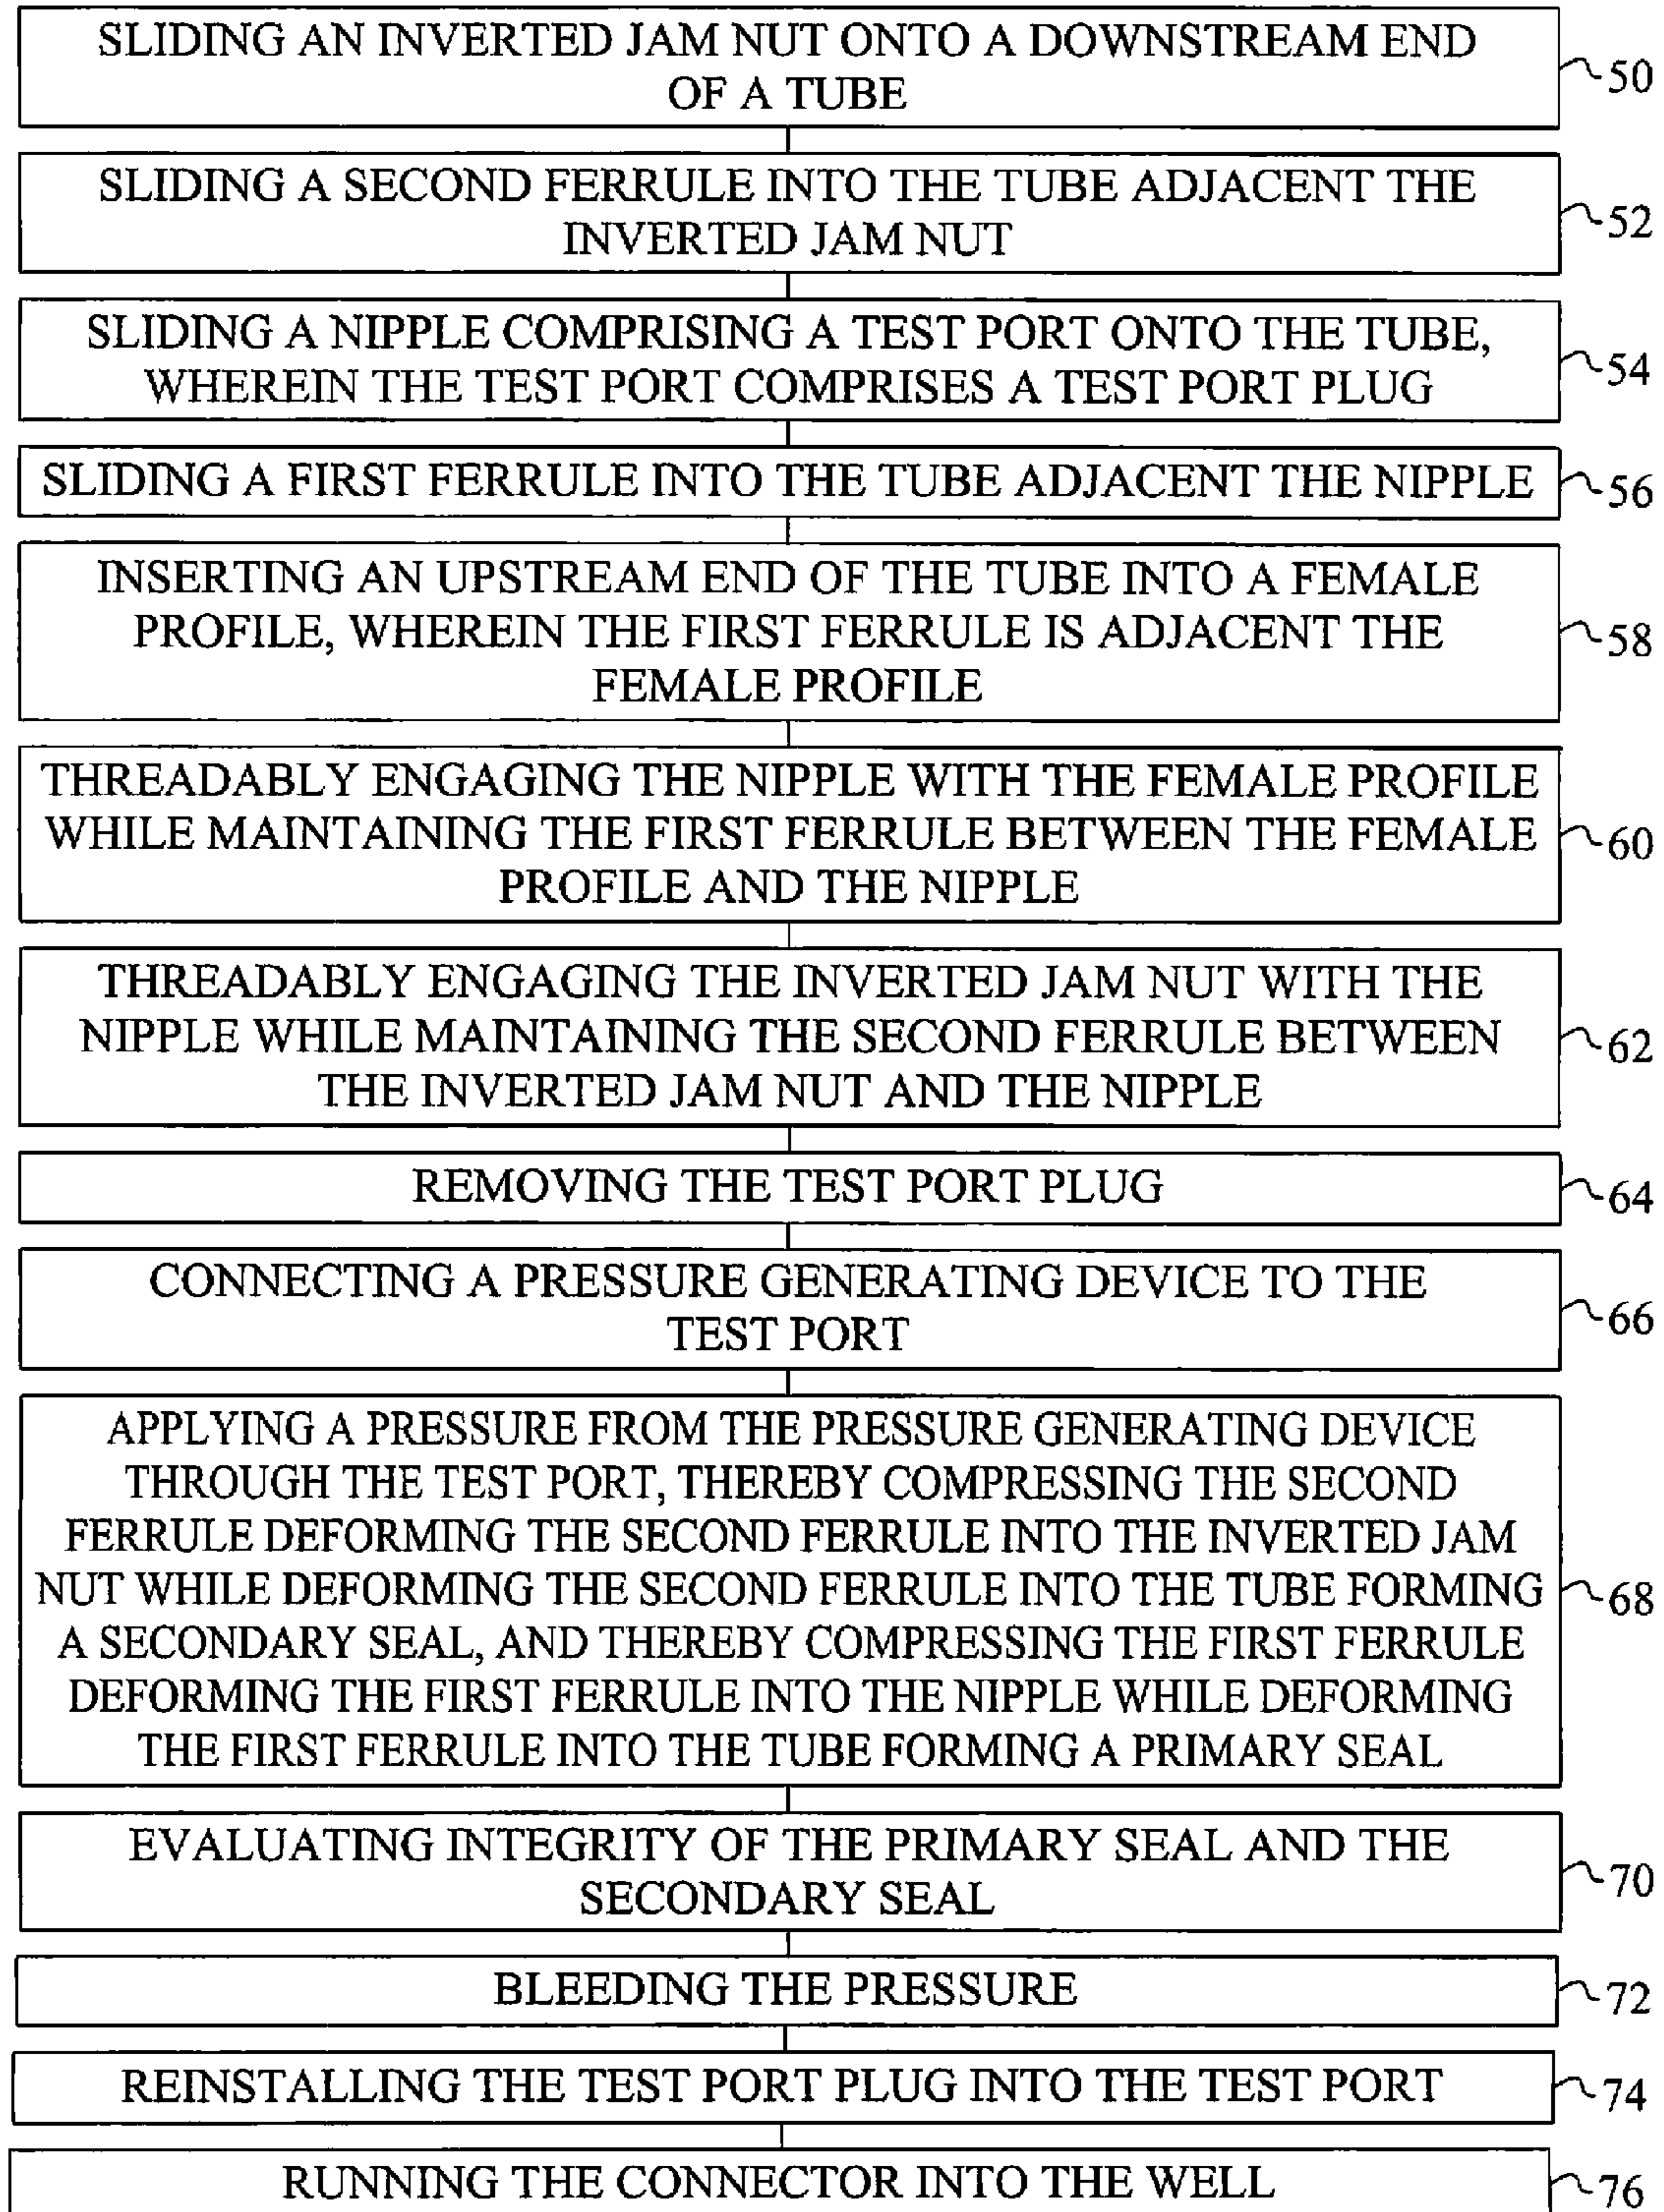 SLIDING AN INVERTED JAM NUT ONTO A DOWNSTREAM END
OF A TUBE
50
SLIDING A SECOND FERRULE INTO THE TUBE ADJACENT THE
INVERTED JAM NUT
52
SLIDING A NIPPLE COMPRISING A TEST PORT ONTO THE TUBE,
WHEREIN THE TEST PORT COMPRISES A TEST PORT PLUG
54
SLIDING A FIRST FERRULE INTO THE TUBE ADJACENT THE NIPPLE
56
INSERTING AN UPSTREAM END OF THE TUBE INTO A FEMALE
PROFILE, WHEREIN THE FIRST FERRULE IS ADJACENT THE
FEMALE PROFILE
58
THREADABLY ENGAGING THE NIPPLE WITH THE FEMALE PROFILE
WHILE MAINTAINING THE FIRST FERRULE BETWEEN THE FEMALE
PROFILE AND THE NIPPLE
60
THREADABLY ENGAGING THE INVERTED JAM NUT WITH THE
NIPPLE WHILE MAINTAINING THE SECOND FERRULE BETWEEN
THE INVERTED JAM NUT AND THE NIPPLE
62
REMOVING THE TEST PORT PLUG
64
CONNECTING A PRESSURE GENERATING DEVICE TO THE
TEST PORT
66
APPLYING A PRESSURE FROM THE PRESSURE GENERATING DEVICE
THROUGH THE TEST PORT, THEREBY COMPRESSING THE SECOND
FERRULE DEFORMING THE SECOND FERRULE INTO THE INVERTED JAM
NUT WHILE DEFORMING THE SECOND FERRULE INTO THE TUBE FORMING
A SECONDARY SEAL, AND THEREBY COMPRESSING THE FIRST FERRULE
DEFORMING THE FIRST FERRULE INTO THE NIPPLE WHILE DEFORMING
THE FIRST FERRULE INTO THE TUBE FORMING A PRIMARY SEAL
68
EVALUATING INTEGRITY OF THE PRIMARY SEAL AND THE
SECONDARY SEAL
70
BLEEDING THE PRESSURE
72
REINSTALLING THE TEST PORT PLUG INTO THE TEST PORT
74
RUNNING THE CONNECTOR INTO THE WELL
76